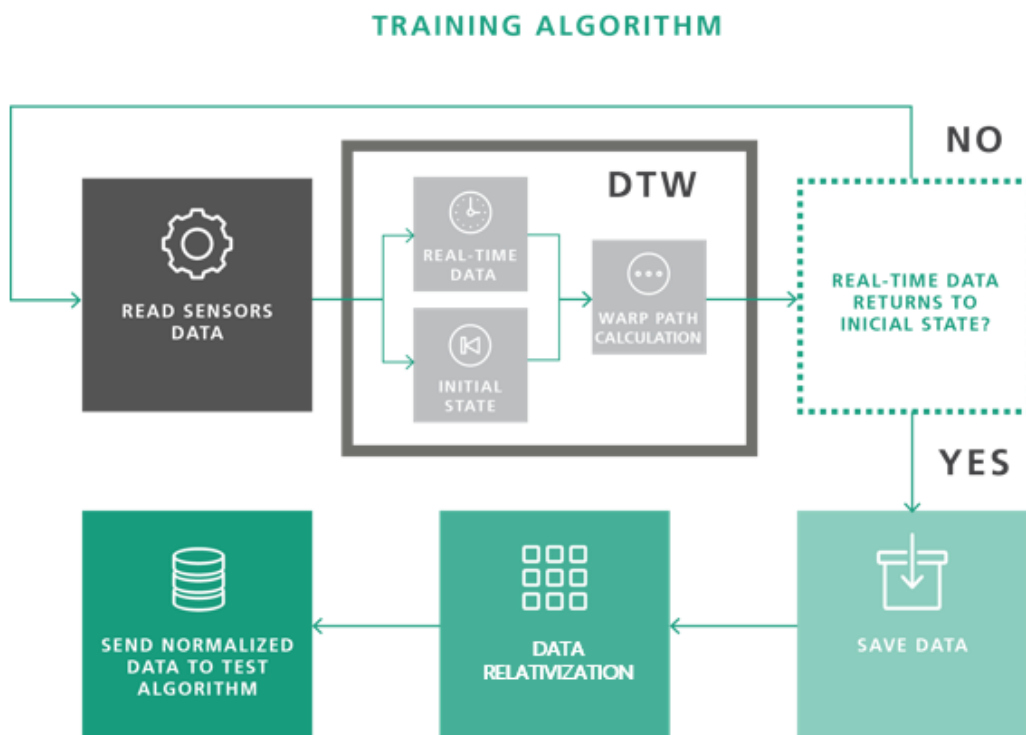 TRAINING ALGORITHM
NO
DTW
REAL-TIME
DATA
READ SENSORS
DATA
INITIAL
STATE
WARP PATH
CALCULATION
REAL-TIME DATA
RETURNS TO
INICIAL STATE?
YES
SEND NORMALIZED
DATA TO TEST
ALGORITHM
DATA
RELATIVIZATION
SAVE DATA